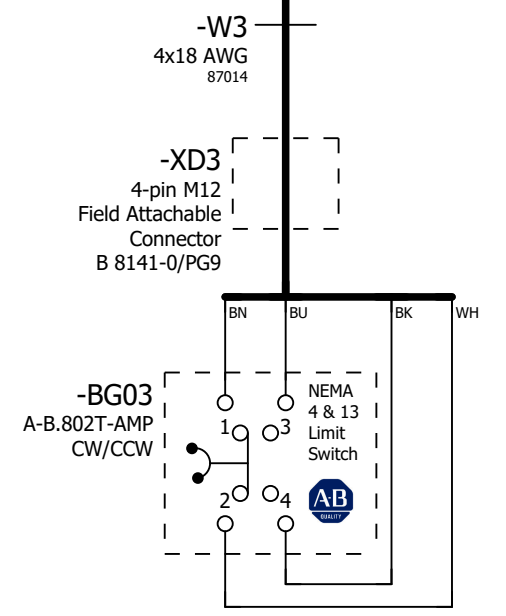 -W3
4x18 AWG
87014
-XD3
4-pin M12
Field Attachable
Connector
B 8141-0/PG9
BN
BU
BK
WH
-BG03
A-B.802T-AMP
CW/CCW
NEMA
4 & 13
Limit
Switch
1
3
2
4
A-B
QUALITY